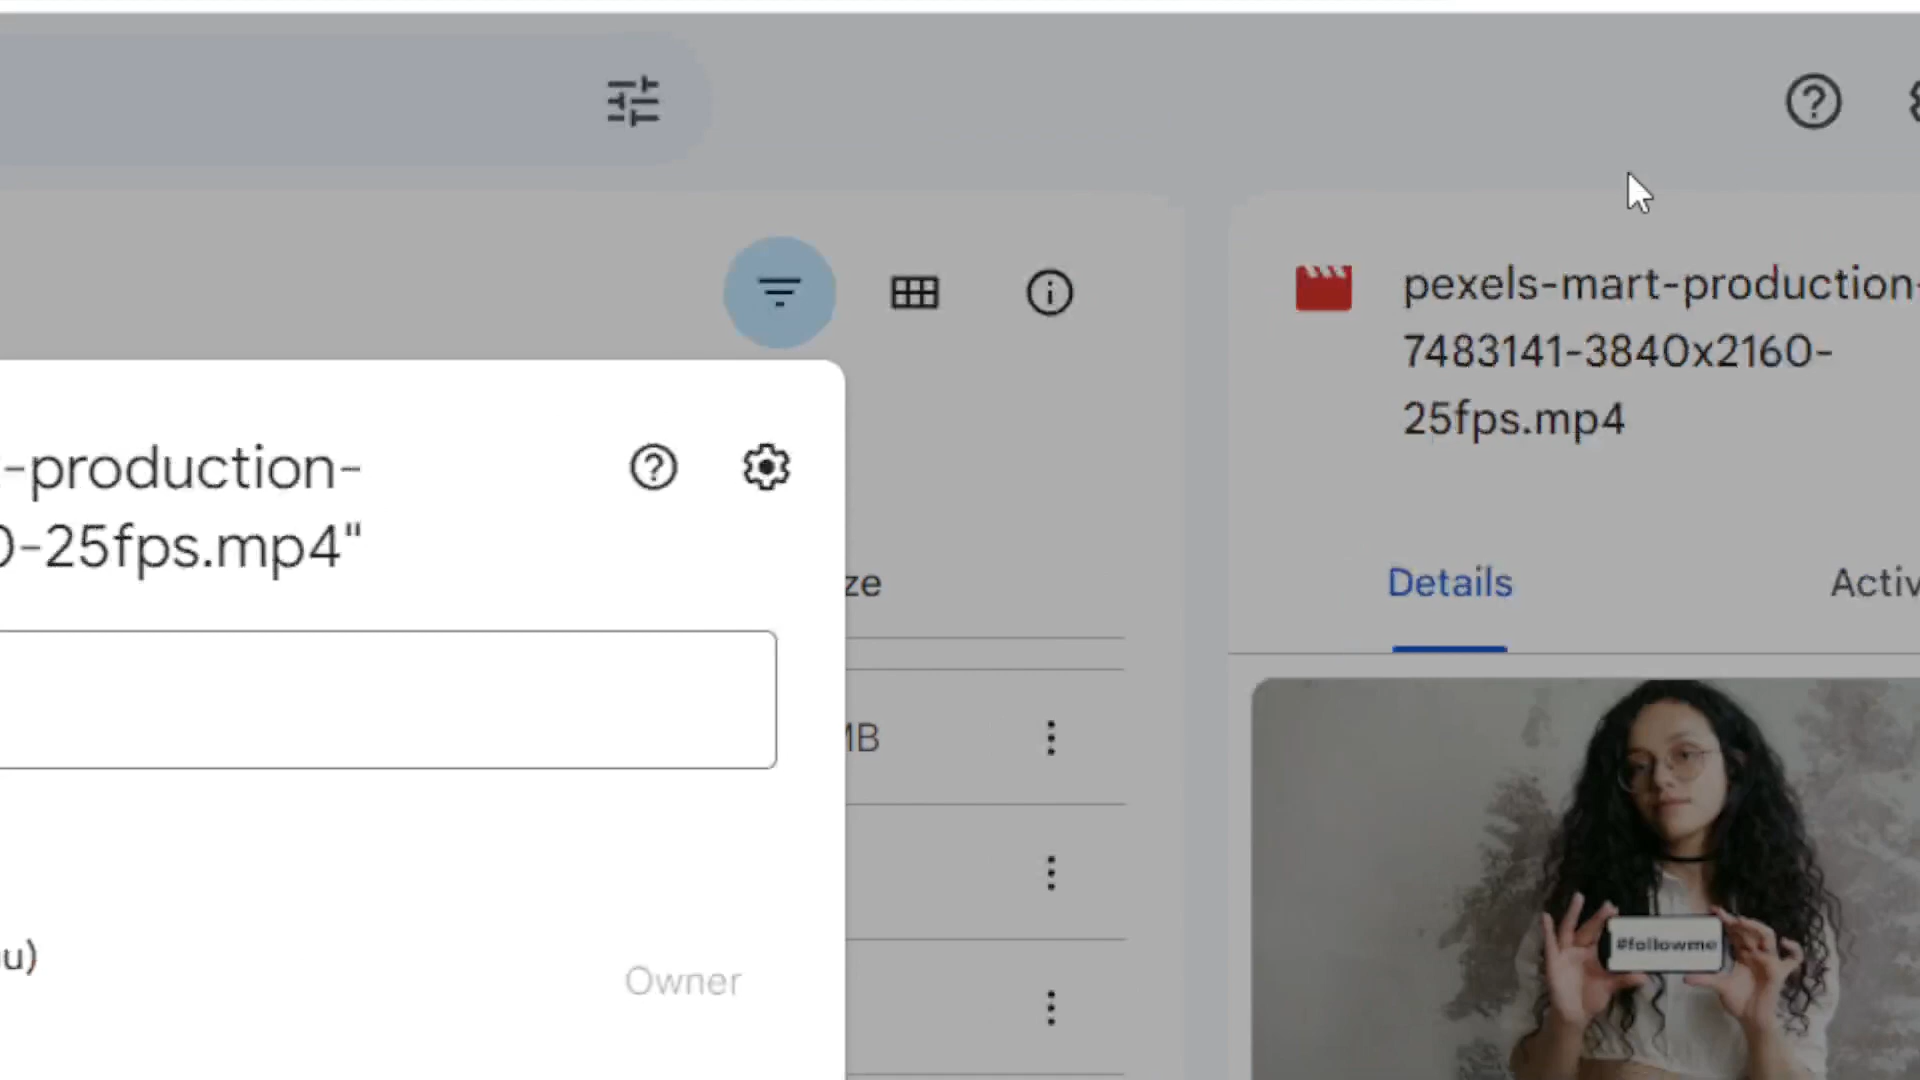 pexels-mart-production-
7483141-3840x2160-
25fps.mp4
-production-
0-25fps.mp4"
ze
Details
Activ
MB
#followme
u)
Owner